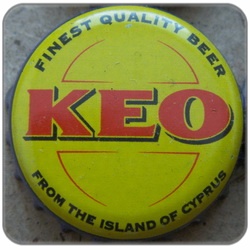 FINEST QUALITY BEER
KEO
FROM THE ISLAND OF CYPRUS